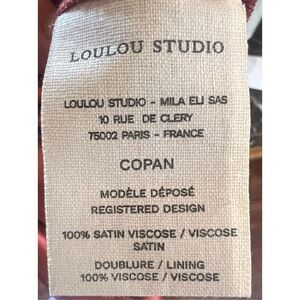 LOULOU STUDIO
LOULOU STUDIO - MILA ELI SAS
10 RUE DE CLERY
75002 PARIS - FRANCE
COPAN
MODÈLE DÉPOSÉ
REGISTERED DESIGN
100% SATIN VISCOSE / VISCOSE
SATIN
DOUBLURE / LINING
100% VISCOSE / VISCOSE